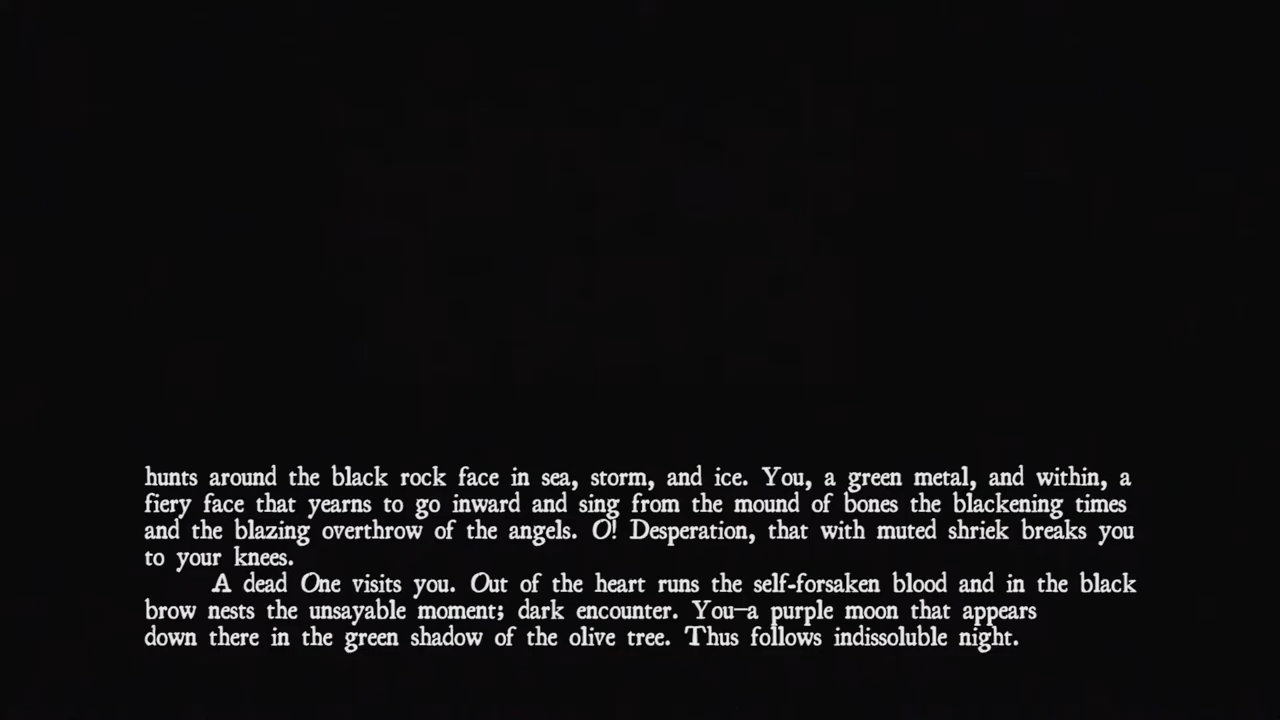 hunts around the black rock face in sea, storm, and ice. You, a green metal, and within, a
fiery face that yearns to go inward and sing from the mound of bones the blackening times
and the blazing overthrow of the angels. O! Desperation, that with muted shriek breaks you
to your knees.
A dead One visits you. Out of the heart runs the self-forsaken blood and in the black
brow nests the unsayable moment; dark encounter. You—a purple moon that appears
down there in the green shadow of the olive tree. Thus follows indissoluble night.